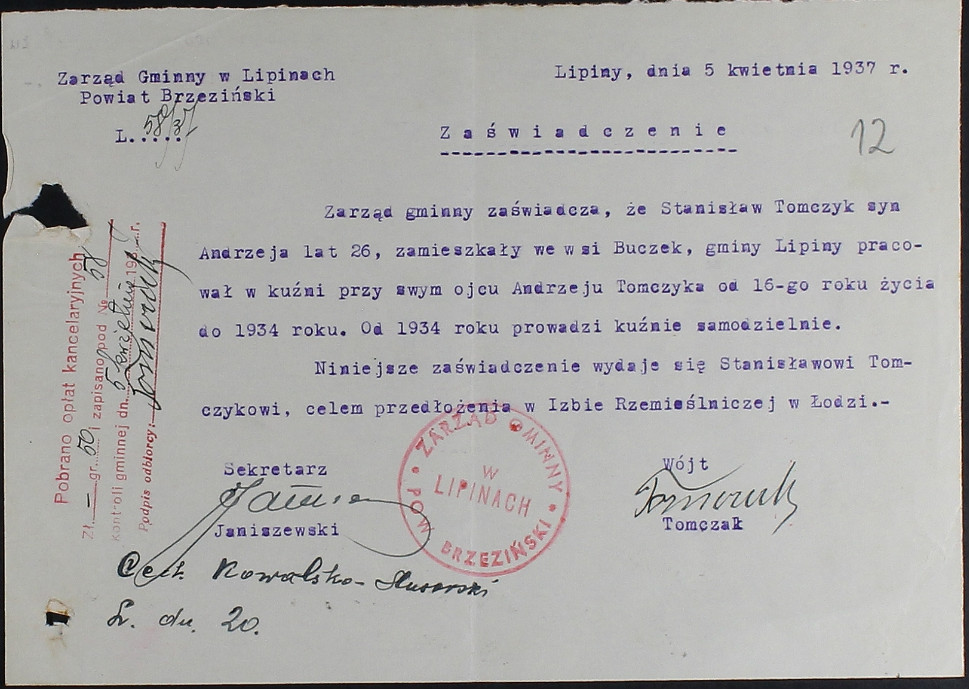 Zarząd Gminny w Lipinach
Powiat Brzeziński
L. 58/37
Lipiny, dnia 5 kwietnia 1937 r.
Zaświadczenie
12
Zarząd gminny zaświadcza, że Stanisław Tomczyk syn
Andrzeja lat 26, zamieszkały we wsi Buczek, gminy Lipiny praco-
wał w kuźni przy swym ojcu Andrzeju Tomczyka od 16-go roku życia
do 1934 roku. Od 1934 roku prowadzi kuźnie samodzielnie.
Niniejsze zaświadczenie wydaje się Stanisławowi Tom-
czykowi, celem przedłożenia w Izbie Rzemieślniczej w Łodzi.-
Pobrano opłat kancelaryjnych
Zł. — gr. 50 i zapisano pod № 58
kontroli gminnej dn. 5 kwietnia 193 r.
Podpis odbiorcy:
ZARZĄD GMINNY
W
LIPINACH
POW BRZEZIŃSKI
Sekretarz
Janiszewski
Wójt
Tomczak
Cech Kowalsko-Ślusarski
Ł. dn. 20.